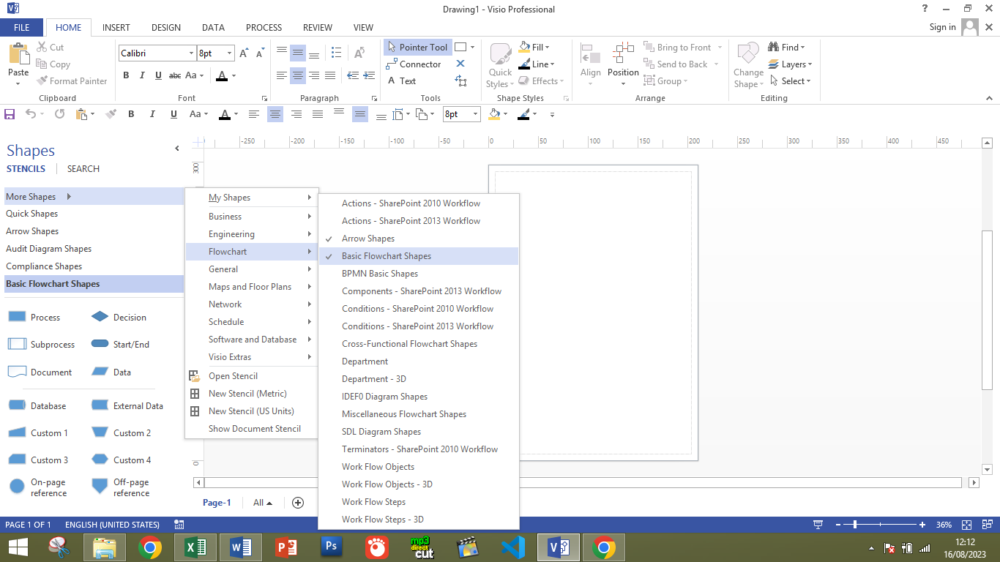 Drawing1 - Visio Professional
FILE HOME INSERT DESIGN DATA PROCESS REVIEW VIEW Sign in
Paste
Cut
Copy
Format Painter
Clipboard
Calibri 8pt
B I U abc Aa A
Font
Paragraph
Pointer Tool
Connector
A Text
Tools
Quick
Styles
Fill
Line
Effects
Shape Styles
Align
Position
Bring to Front
Send to Back
Group
Arrange
Change
Shape
Find
Layers
Select
Editing
B I U Aa A 8pt
Shapes
STENCILS SEARCH
More Shapes
Quick Shapes
Arrow Shapes
Audit Diagram Shapes
Compliance Shapes
Basic Flowchart Shapes
Process Decision
Subprocess Start/End
Document Data
Database External Data
Custom 1 Custom 2
Custom 3 Custom 4
On-page
reference
Off-page
reference
-250 -200 -150 -100 -50 0 50 100 150 200 250 300 350 400 450
300
0
My Shapes
Business
Engineering
Flowchart
General
Maps and Floor Plans
Network
Schedule
Software and Database
Visio Extras
Open Stencil
New Stencil (Metric)
New Stencil (US Units)
Show Document Stencil
Actions - SharePoint 2010 Workflow
Actions - SharePoint 2013 Workflow
Arrow Shapes
Basic Flowchart Shapes
BPMN Basic Shapes
Components - SharePoint 2013 Workflow
Conditions - SharePoint 2010 Workflow
Conditions - SharePoint 2013 Workflow
Cross-Functional Flowchart Shapes
Department
Department - 3D
IDEF0 Diagram Shapes
Miscellaneous Flowchart Shapes
SDL Diagram Shapes
Terminators - SharePoint 2010 Workflow
Work Flow Objects
Work Flow Objects - 3D
Work Flow Steps
Work Flow Steps - 3D
Page-1 All
PAGE 1 OF 1 ENGLISH (UNITED STATES) 36%
Ps
mp3
direct
cut
12:12
16/08/2023